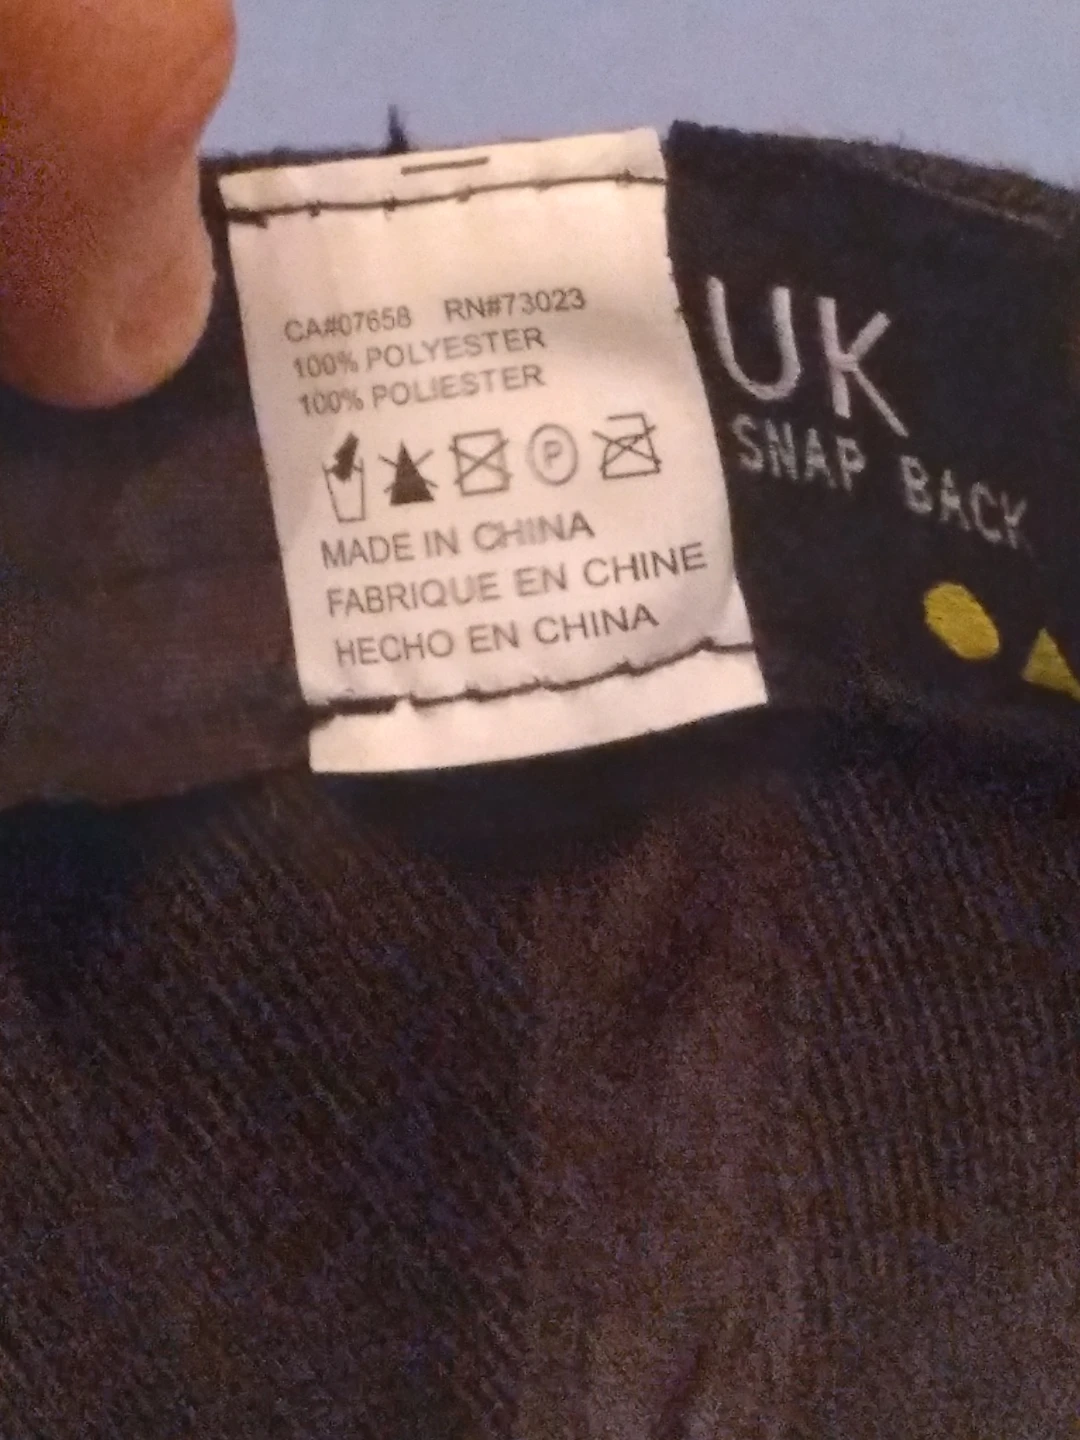 CA#07658 RN#73023
100% POLYESTER
100% POLIESTER
P
MADE IN CHINA
FABRIQUE EN CHINE
HECHO EN CHINA
UK
SNAP BACK